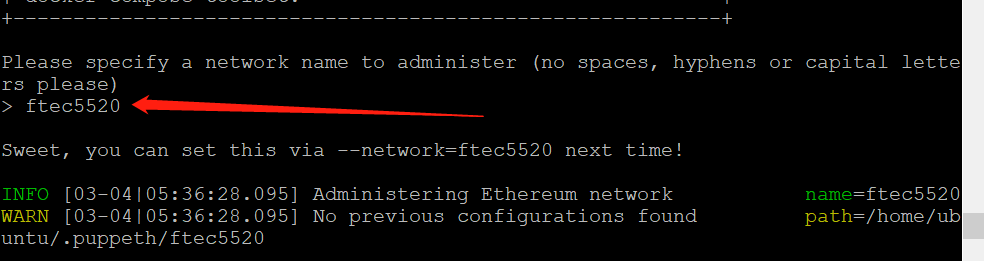 +----------------------------------------------------------+
Please specify a network name to administer (no spaces, hyphens or capital lette
rs please)
> ftec5520
Sweet, you can set this via --network=ftec5520 next time!
INFO [03-04|05:36:28.095] Administering Ethereum network name=ftec5520
WARN [03-04|05:36:28.095] No previous configurations found path=/home/ub
untu/.puppeth/ftec5520